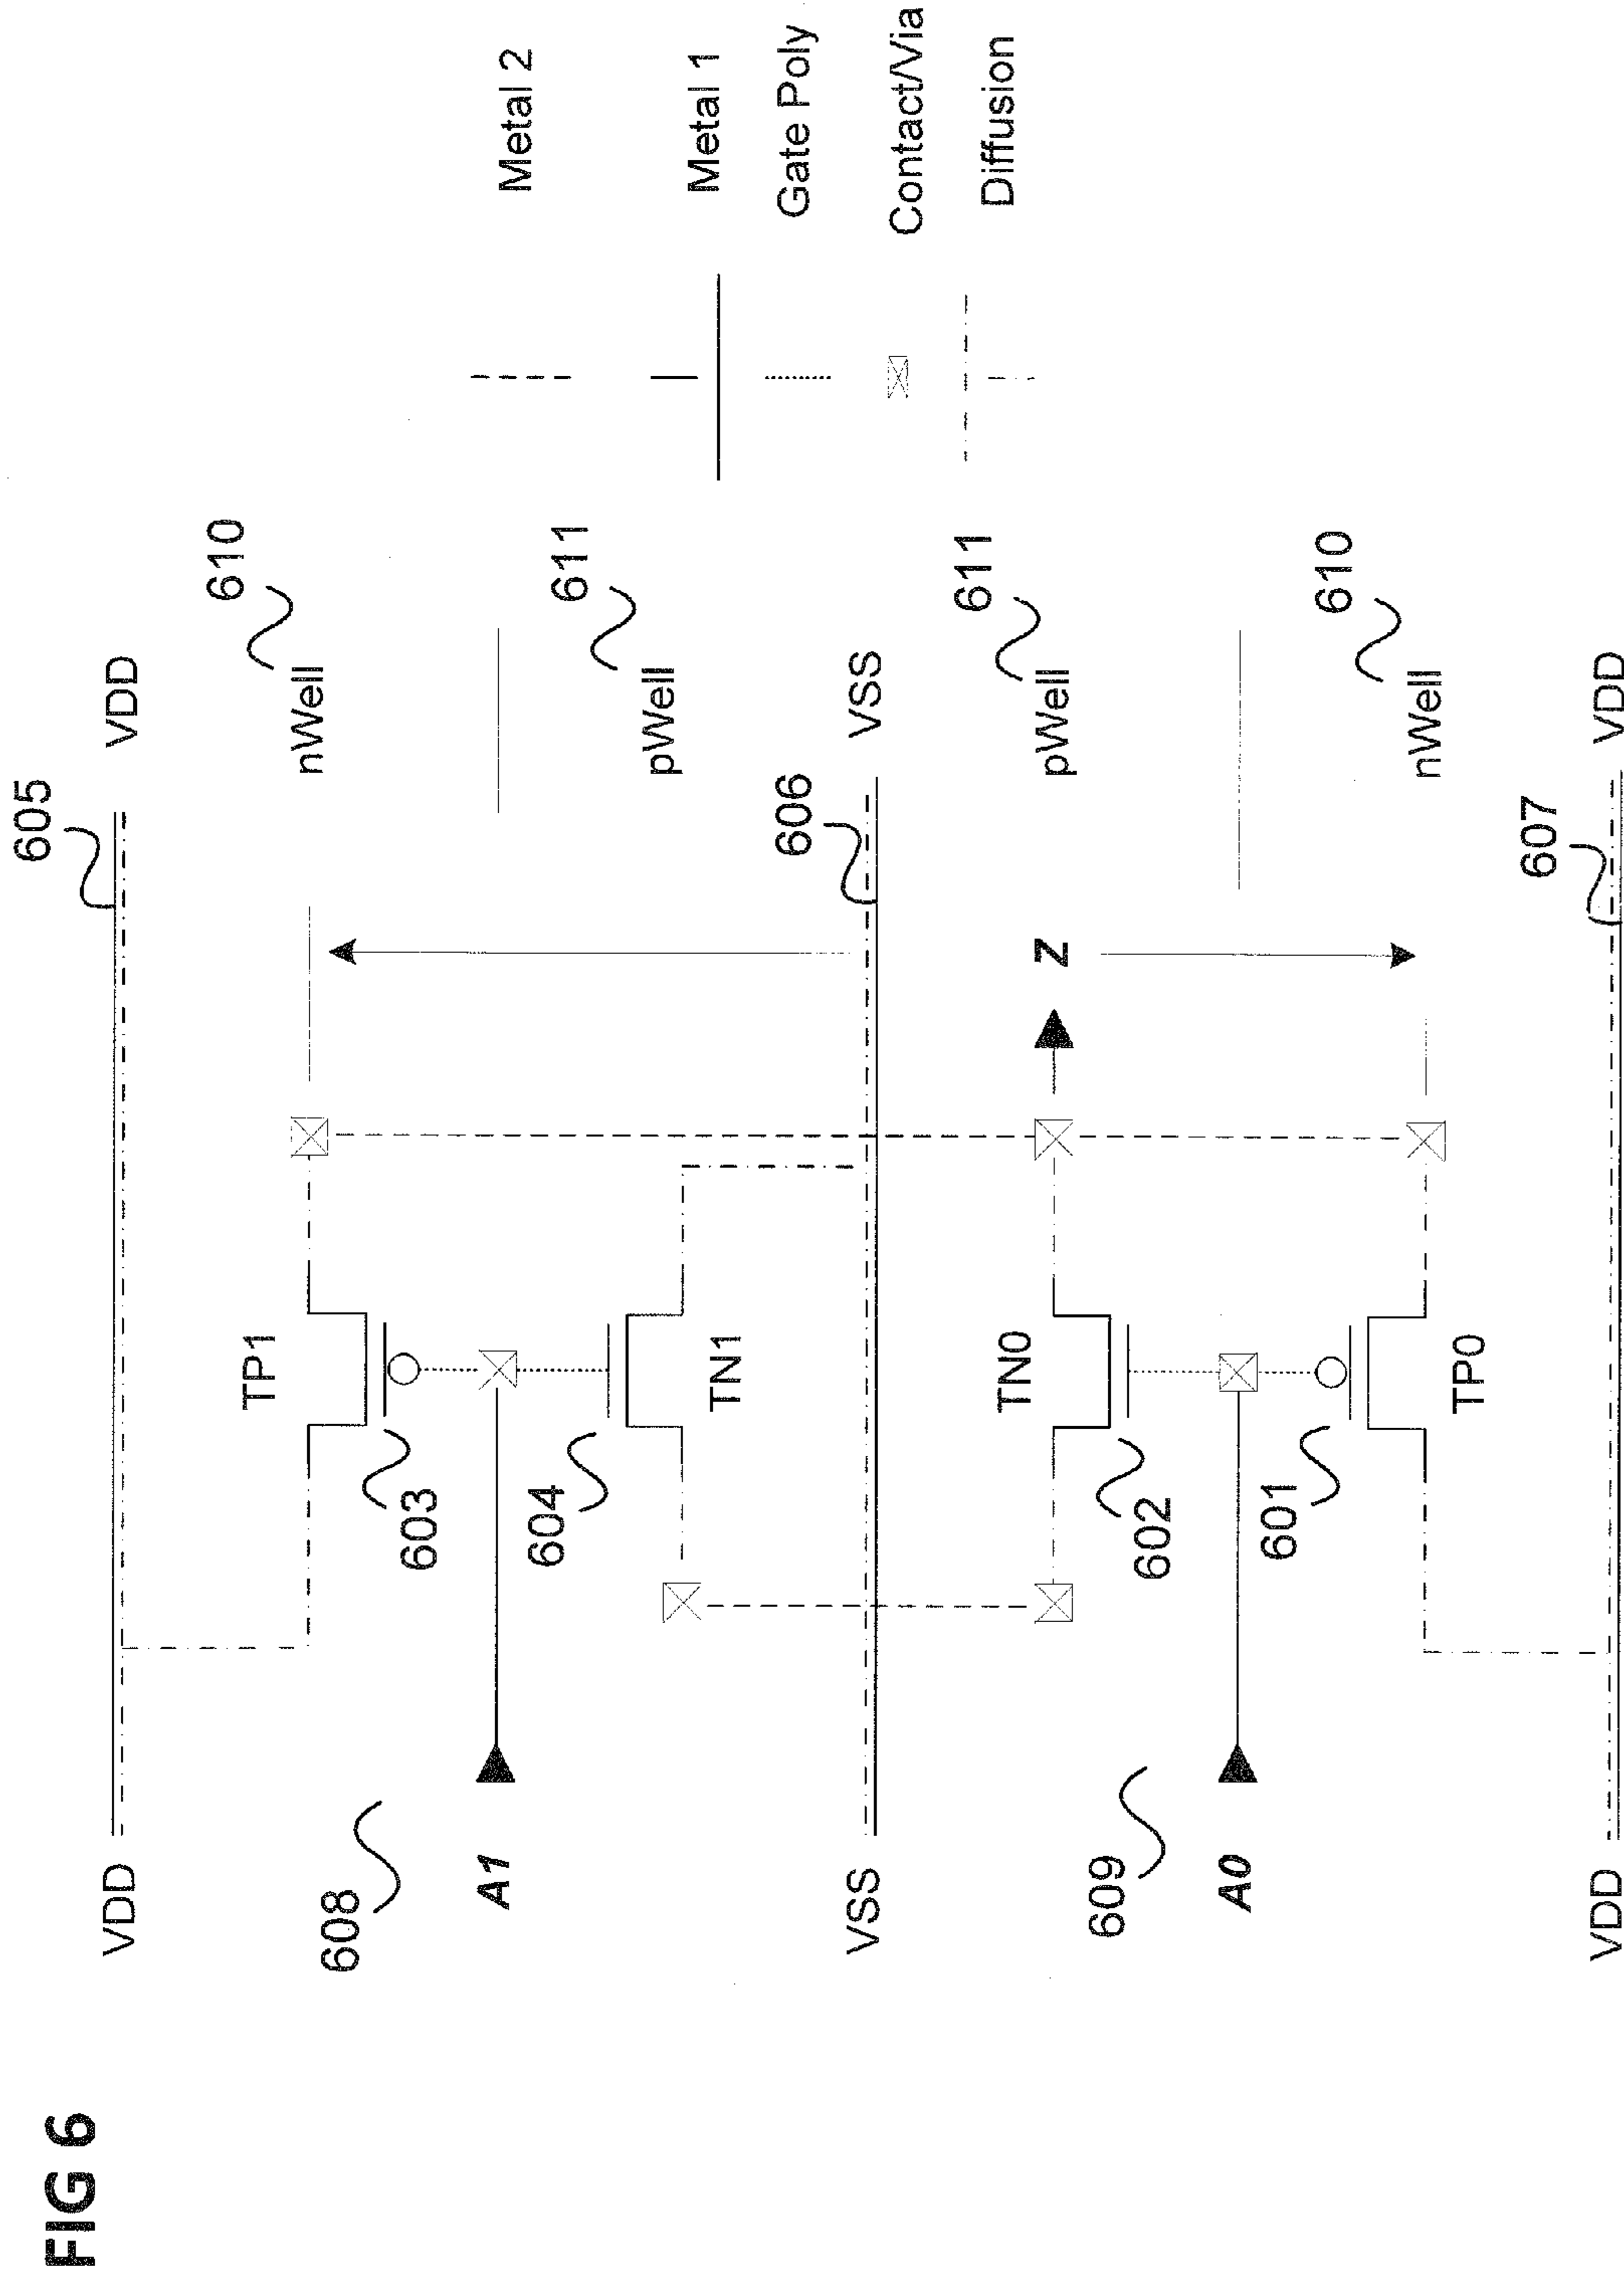 FIG 6
605
VDD
VDD
610
nWell
TP1
603
608
A1
611
pWell
604
TN1
606
VSS
VSS
611
pWell
Z
TN0
602
609
A0
601
610
nWell
TP0
607
VDD
VDD
Metal 2
Metal 1
Gate Poly
Contact/Via
Diffusion